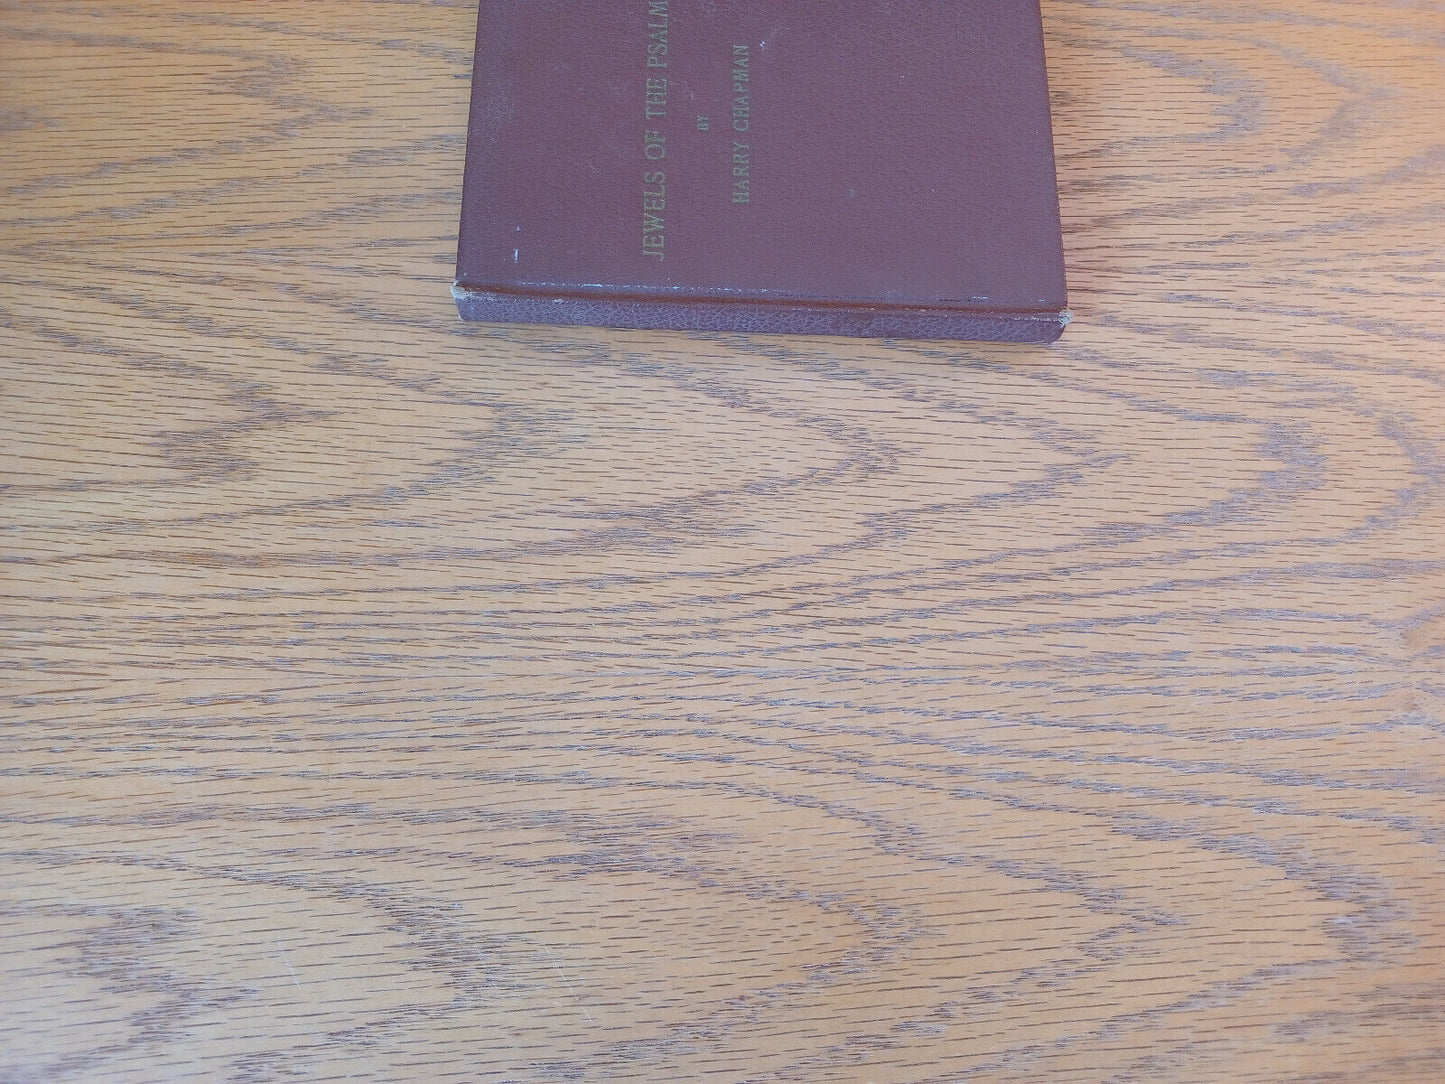 JEWELS OF THE PSALM
BY
HARRY CHAPMAN